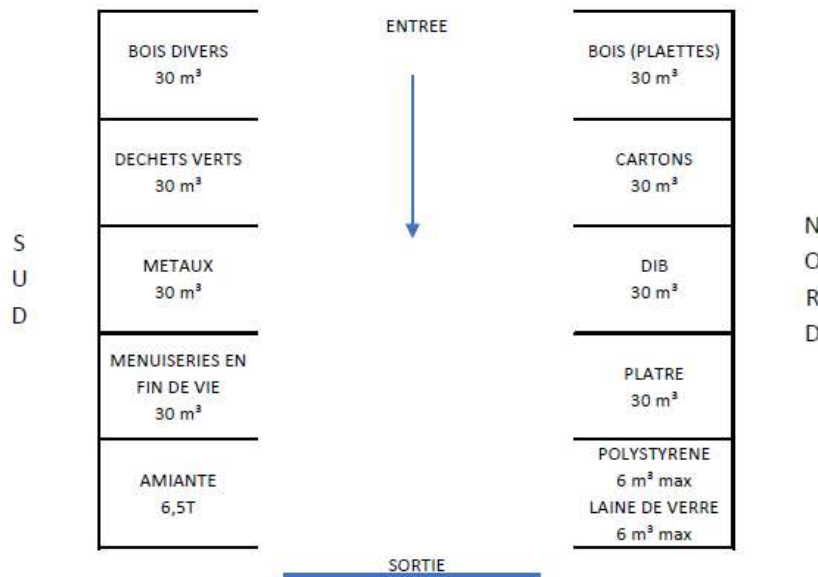 ENTREE
BOIS DIVERS
30 m³
DECHETS VERTS
30 m³
METAUX
30 m³
MENUISERIES EN
FIN DE VIE
30 m³
AMIANTE
6,5T
BOIS (PLAETTES)
30 m³
CARTONS
30 m³
DIB
30 m³
PLATRE
30 m³
POLYSTYRENE
6 m³ max
LAINE DE VERRE
6 m³ max
SUD
NORD
SORTIE